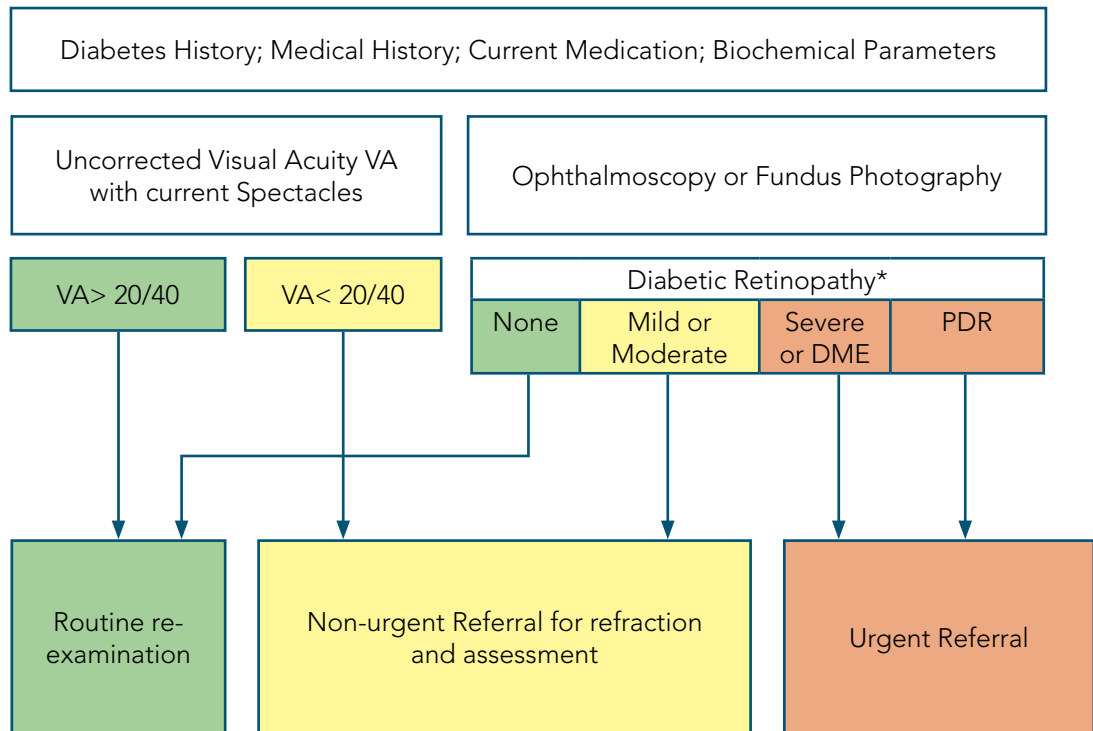 Diabetes History; Medical History; Current Medication; Biochemical Parameters
Uncorrected Visual Acuity VA
with current Spectacles
Ophthalmoscopy or Fundus Photography
VA> 20/40
VA< 20/40
Diabetic Retinopathy*
None
Mild or
Moderate
Severe
or DME
PDR
Routine re-
examination
Non-urgent Referral for refraction
and assessment
Urgent Referral